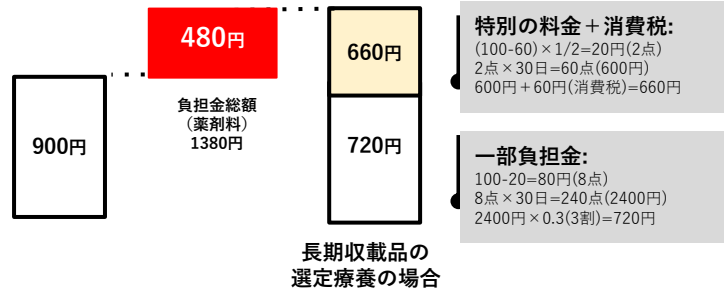 900円
480円
負担金総額
（薬剤料）
1380円
660円
720円
長期収載品の
選定療養の場合
特別の料金＋消費税:
(100-60)×1/2=20円(2点)
2点×30日=60点(600円)
600円＋60円(消費税)=660円
一部負担金:
100-20=80円(8点)
8点×30日=240点(2400円)
2400円×0.3(3割)=720円